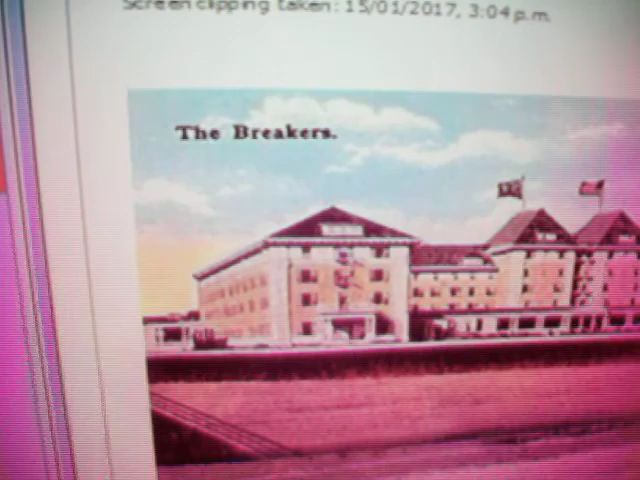 Screen clipping taken: 15/01/2017, 3:04 p.m.
The Breakers.